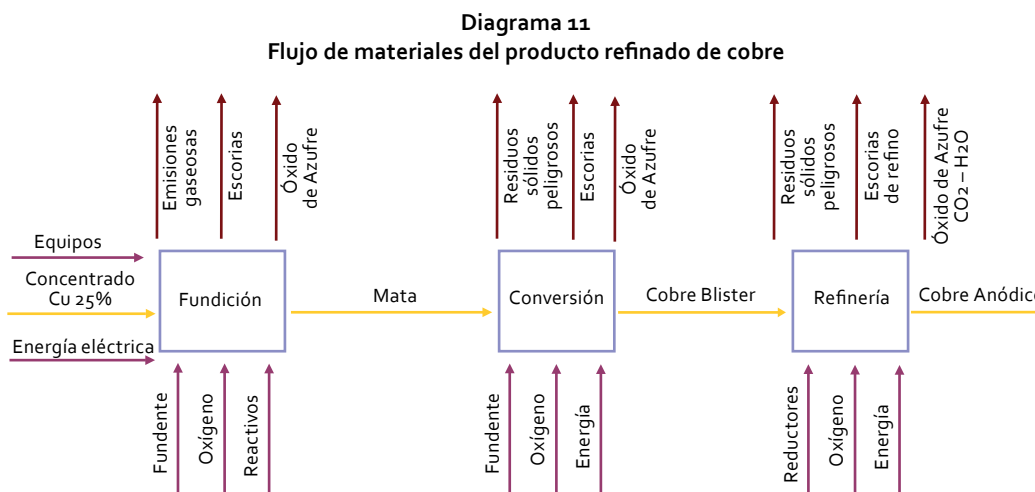 Diagrama 11
Flujo de materiales del producto refinado de cobre
Emisiones
gaseosas
Escorias
Óxido
de Azufre
Residuos
sólidos
peligrosos
Escorias
Óxido
de Azufre
Residuos
sólidos
peligrosos
Escorias
de refino
Óxido de Azufre
CO2 – H2O
Equipos
Concentrado
Cu 25%
Energía eléctrica
Fundición
Mata
Conversión
Cobre Blister
Refinería
Cobre Anódico
Fundente
Oxígeno
Reactivos
Fundente
Oxígeno
Energía
Reductores
Oxígeno
Energía